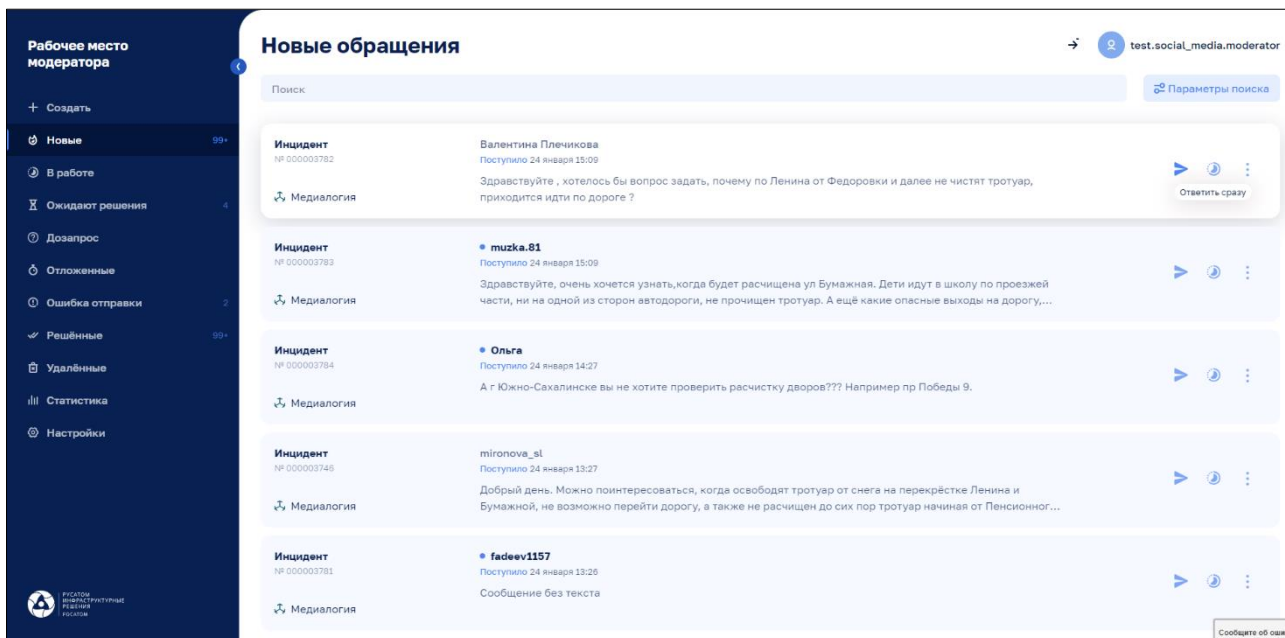 Рабочее место
модератора
Создать
Новые 99+
В работе
Ожидают решения 4
Дозапрос
Отложенные
Ошибка отправки 2
Решённые 99+
Удалённые
Статистика
Настройки
РУСАТОМ
ИНФРАСТРУКТУРНЫЕ
РЕШЕНИЯ
РОСАТОМ
Новые обращения
test.social_media.moderator
Поиск
Параметры поиска
Инцидент
№ 000003782
Медиалогия
Валентина Плечикова
Поступило 24 января 15:09
Здравствуйте , хотелось бы вопрос задать, почему по Ленина от Федоровки и далее не чистят тротуар,
приходится идти по дороге ?
Ответить сразу
Инцидент
№ 000003783
Медиалогия
muzka.81
Поступило 24 января 15:09
Здравствуйте, очень хочется узнать,когда будет расчищена ул Бумажная. Дети идут в школу по проезжей
части, ни на одной из сторон автодороги, не прочищен тротуар. А ещё какие опасные выходы на дорогу,...
Инцидент
№ 000003784
Медиалогия
Ольга
Поступило 24 января 14:27
А г Южно-Сахалинске вы не хотите проверить расчистку дворов??? Например пр Победы 9.
Инцидент
№ 000003746
Медиалогия
mironova_sl
Поступило 24 января 13:27
Добрый день. Можно поинтересоваться, когда освободят тротуар от снега на перекрёстке Ленина и
Бумажной, не возможно перейти дорогу, а также не расчищен до сих пор тротуар начиная от Пенсионног...
Инцидент
№ 000003781
Медиалогия
fadeev1157
Поступило 24 января 13:26
Сообщение без текста
Сообщите об оши